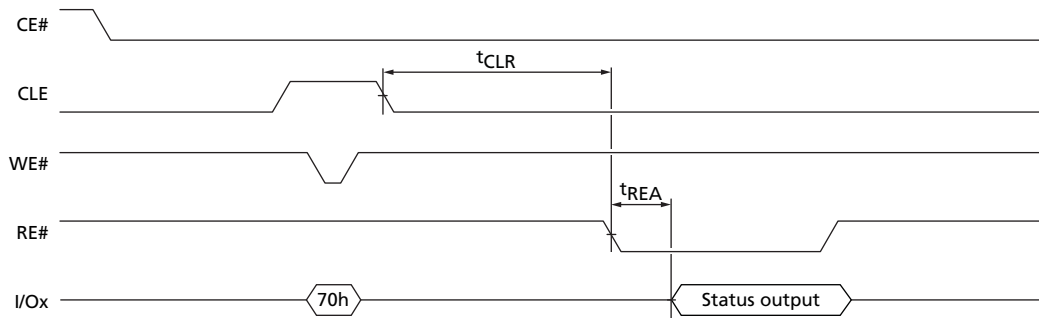 CE#
tCLR
CLE
WE#
tREA
RE#
I/Ox
70h
Status output